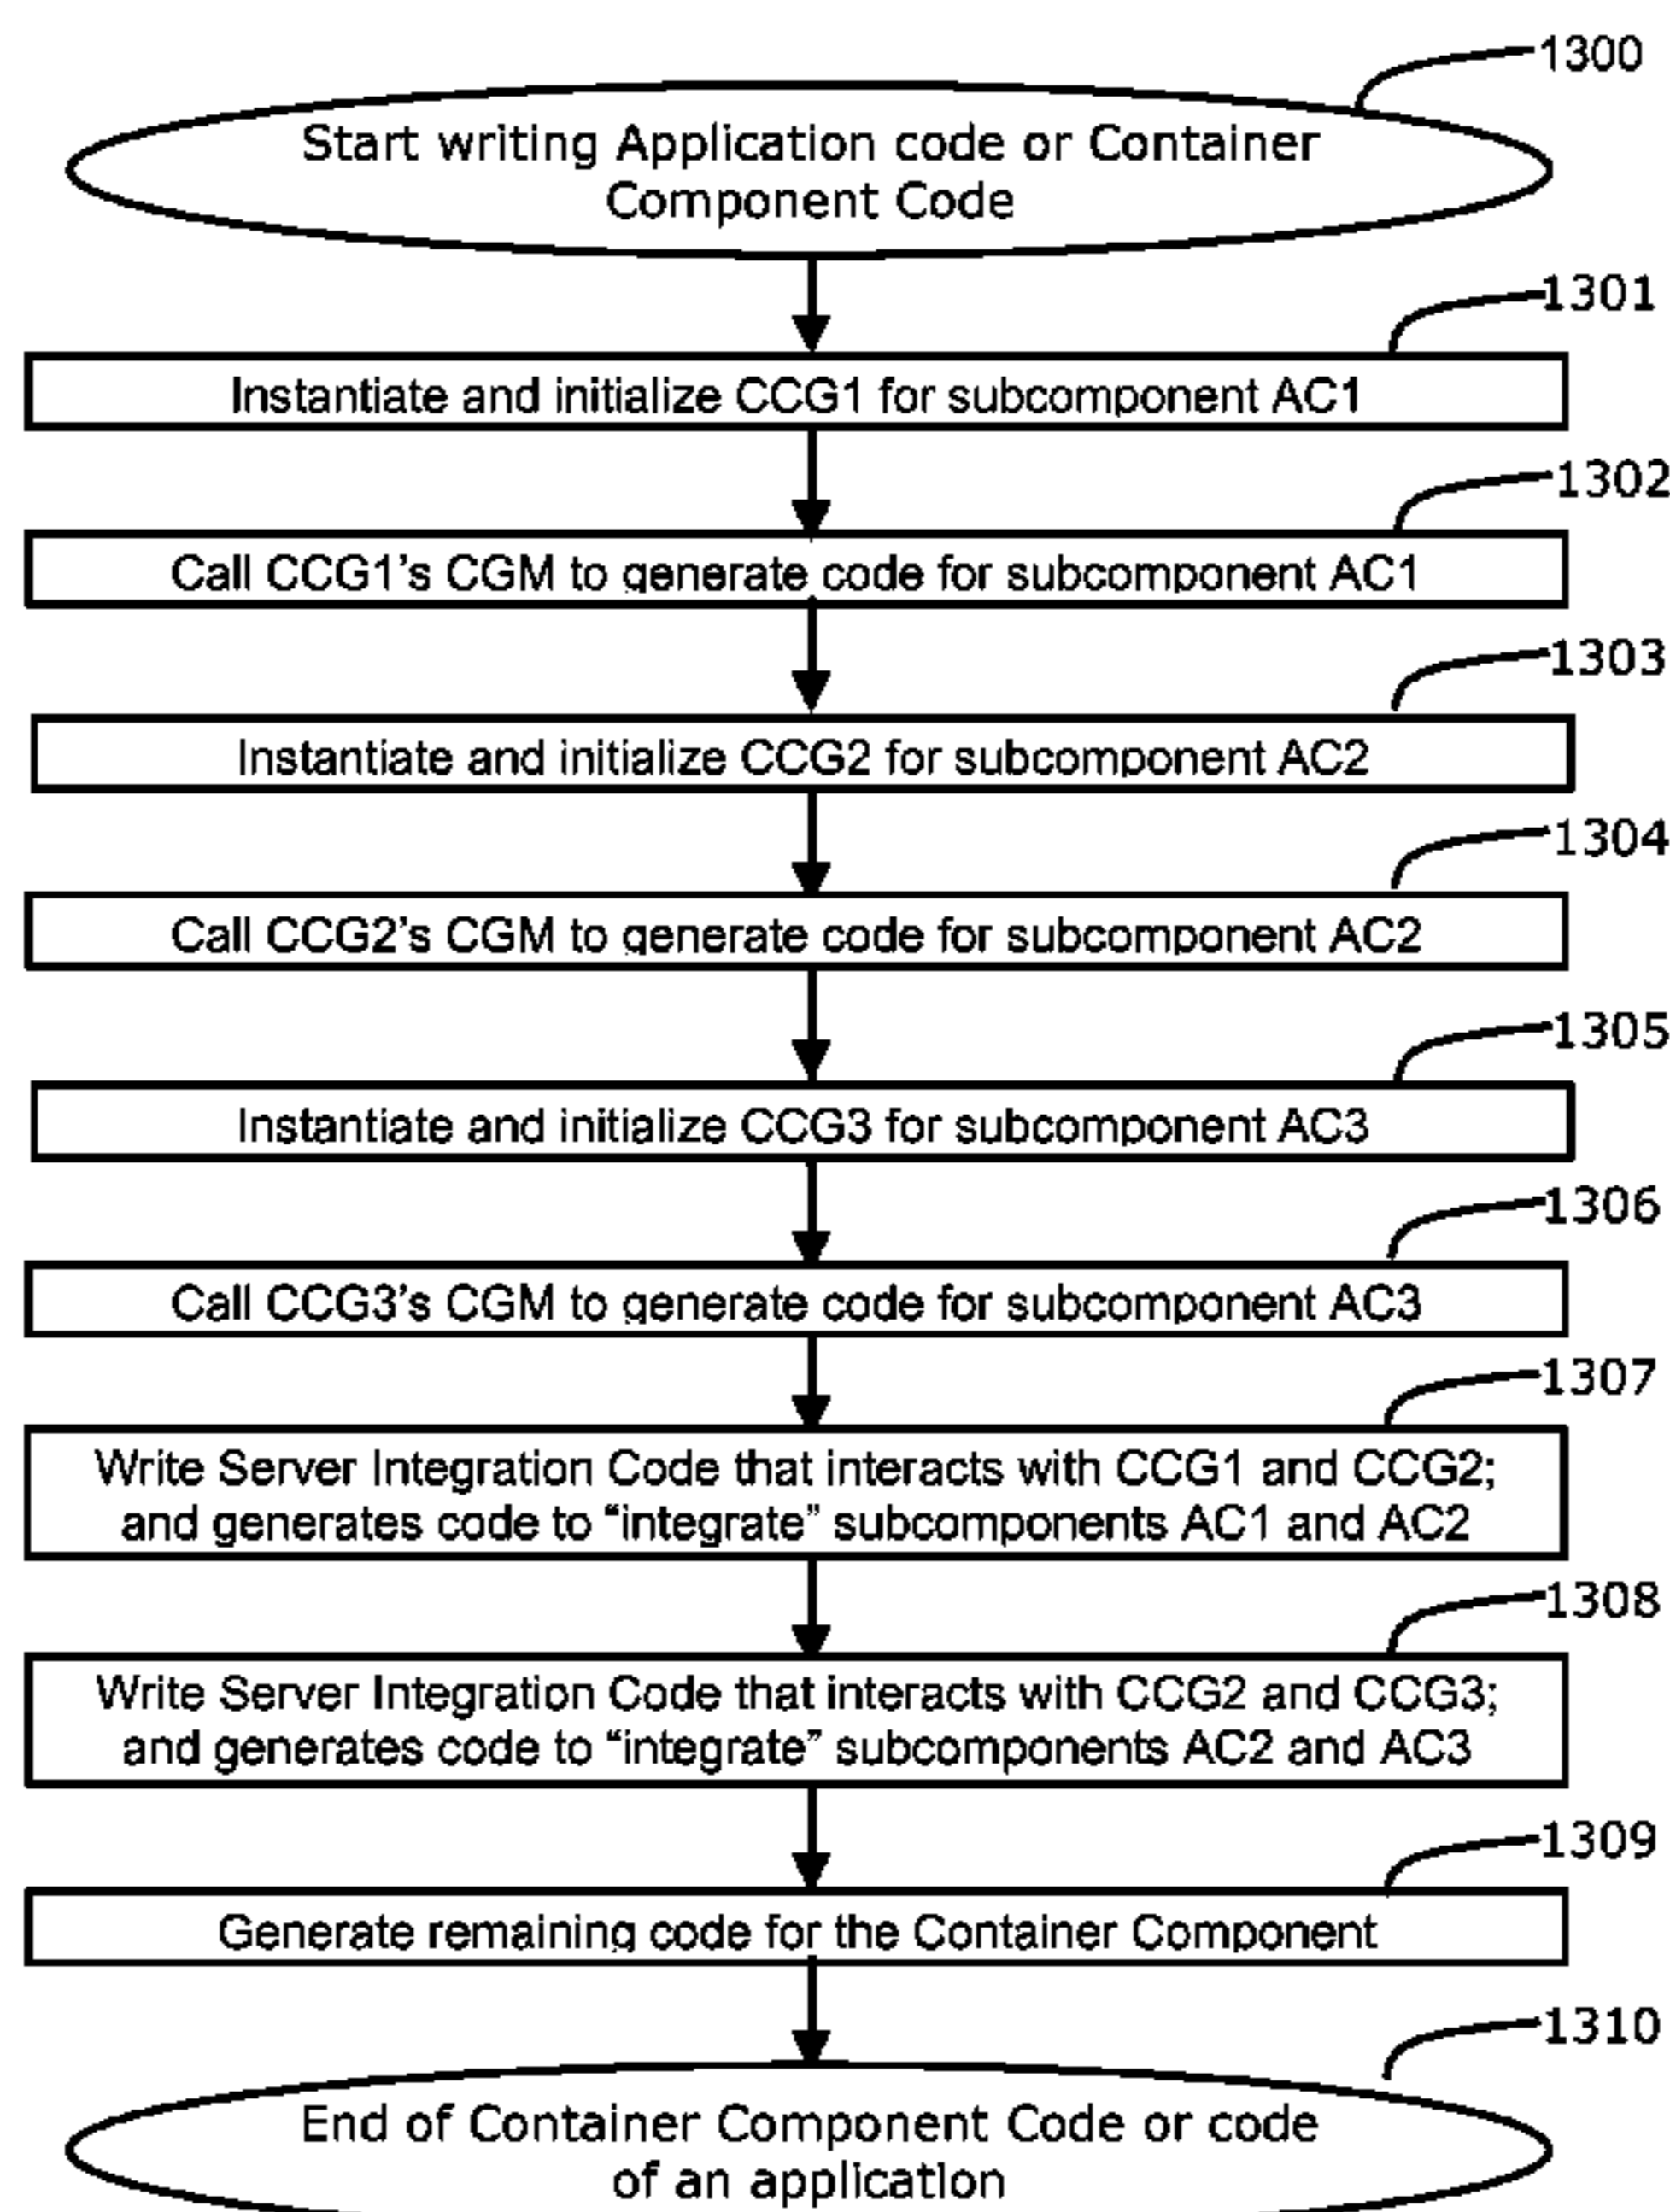 1300
Start writing Application code or Container
Component Code
1301
Instantiate and initialize CCG1 for subcomponent AC1
1302
Call CCG1’s CGM to generate code for subcomponent AC1
1303
Instantiate and initialize CCG2 for subcomponent AC2
1304
Call CCG2’s CGM to generate code for subcomponent AC2
1305
Instantiate and initialize CCG3 for subcomponent AC3
1306
Call CCG3’s CGM to generate code for subcomponent AC3
1307
Write Server Integration Code that interacts with CCG1 and CCG2;
and generates code to “integrate” subcomponents AC1 and AC2
1308
Write Server Integration Code that interacts with CCG2 and CCG3;
and generates code to “integrate” subcomponents AC2 and AC3
1309
Generate remaining code for the Container Component
1310
End of Container Component Code or code
of an application